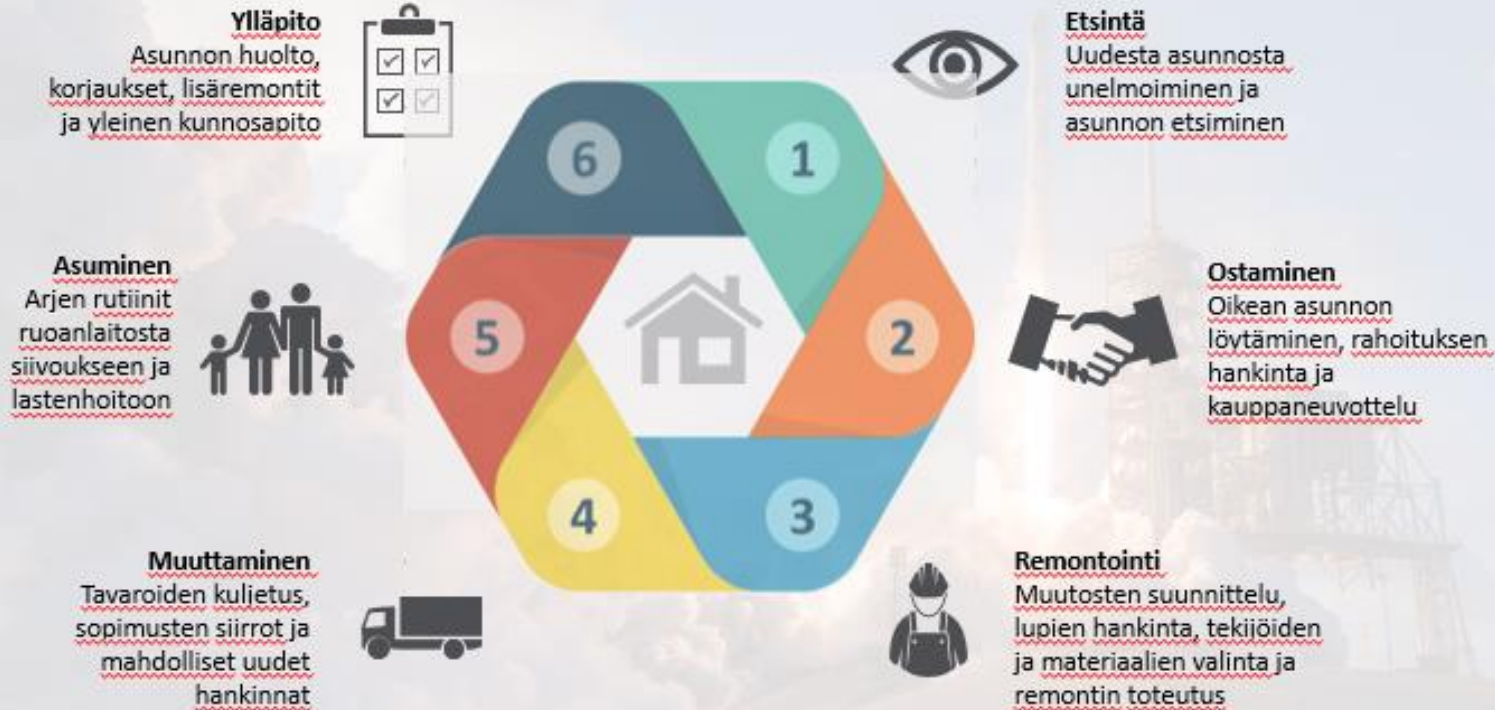 Ylläpito
Asunnon huolto,
korjaukset, lisäremontit
ja yleinen kunnosapito
6
1
Etsintä
Uudesta asunnosta
unelmoiminen ja
asunnon etsiminen
Asuminen
Arjen rutiinit
ruoanlaitosta
siivoukseen ja
lastenhoitoon
5
2
Ostaminen
Oikean asunnon
löytäminen, rahoituksen
hankinta ja
kauppaneuvottelu
4
3
Muuttaminen
Tavaroiden kuljetus,
sopimusten siirrot ja
mahdolliset uudet
hankinnat
Remontointi
Muutosten suunnittelu,
lupien hankinta, tekijöiden
ja materiaalien valinta ja
remontin toteutus